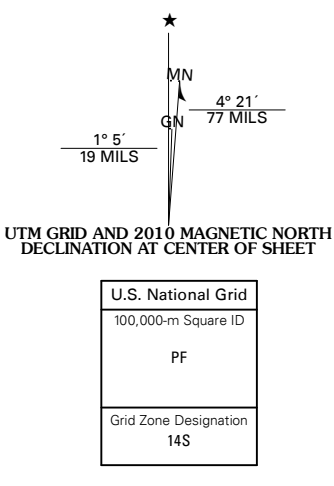 MN
4° 21´
77 MILS
GN
1° 5´
19 MILS
UTM GRID AND 2010 MAGNETIC NORTH
DECLINATION AT CENTER OF SHEET
U.S. National Grid
100,000-m Square ID
PF
Grid Zone Designation
14S